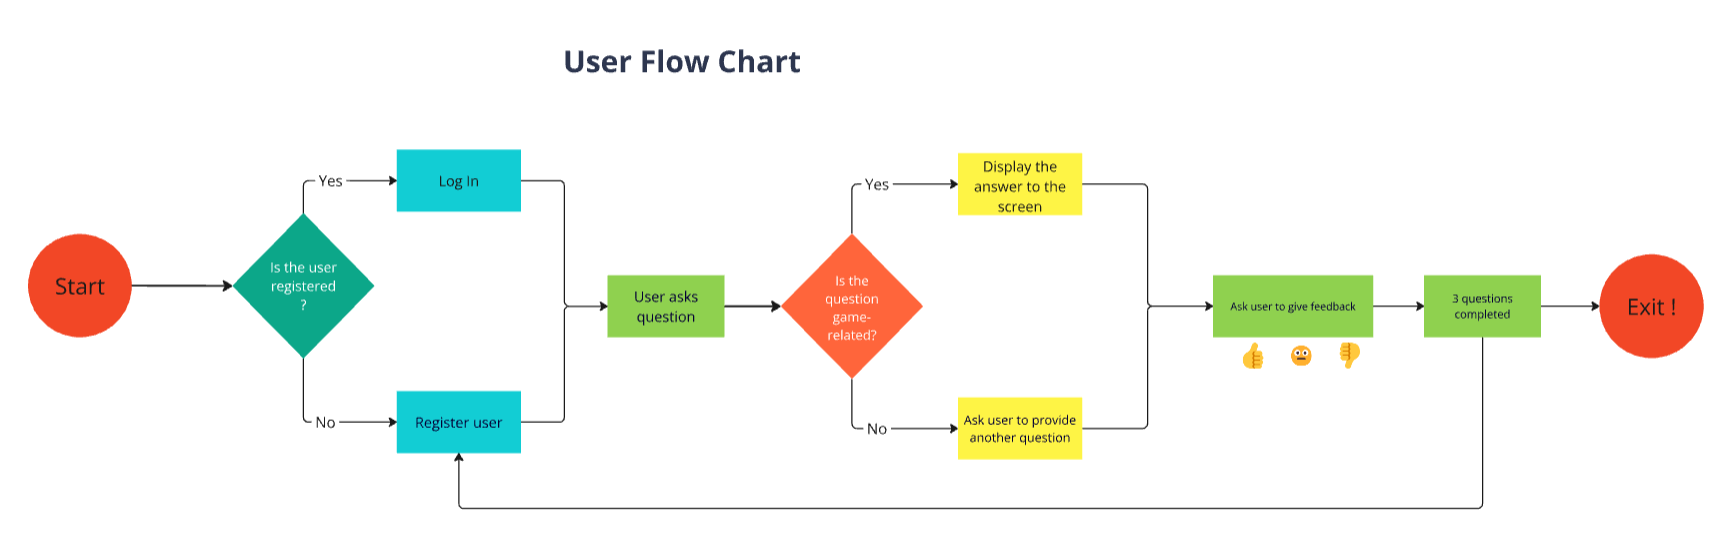 User Flow Chart
Start
Is the user
registered
?
Yes
Log In
No
Register user
User asks
question
Is the
question
game-
related?
Yes
Display the
answer to the
screen
No
Ask user to provide
another question
Ask user to give feedback
3 questions
completed
Exit !